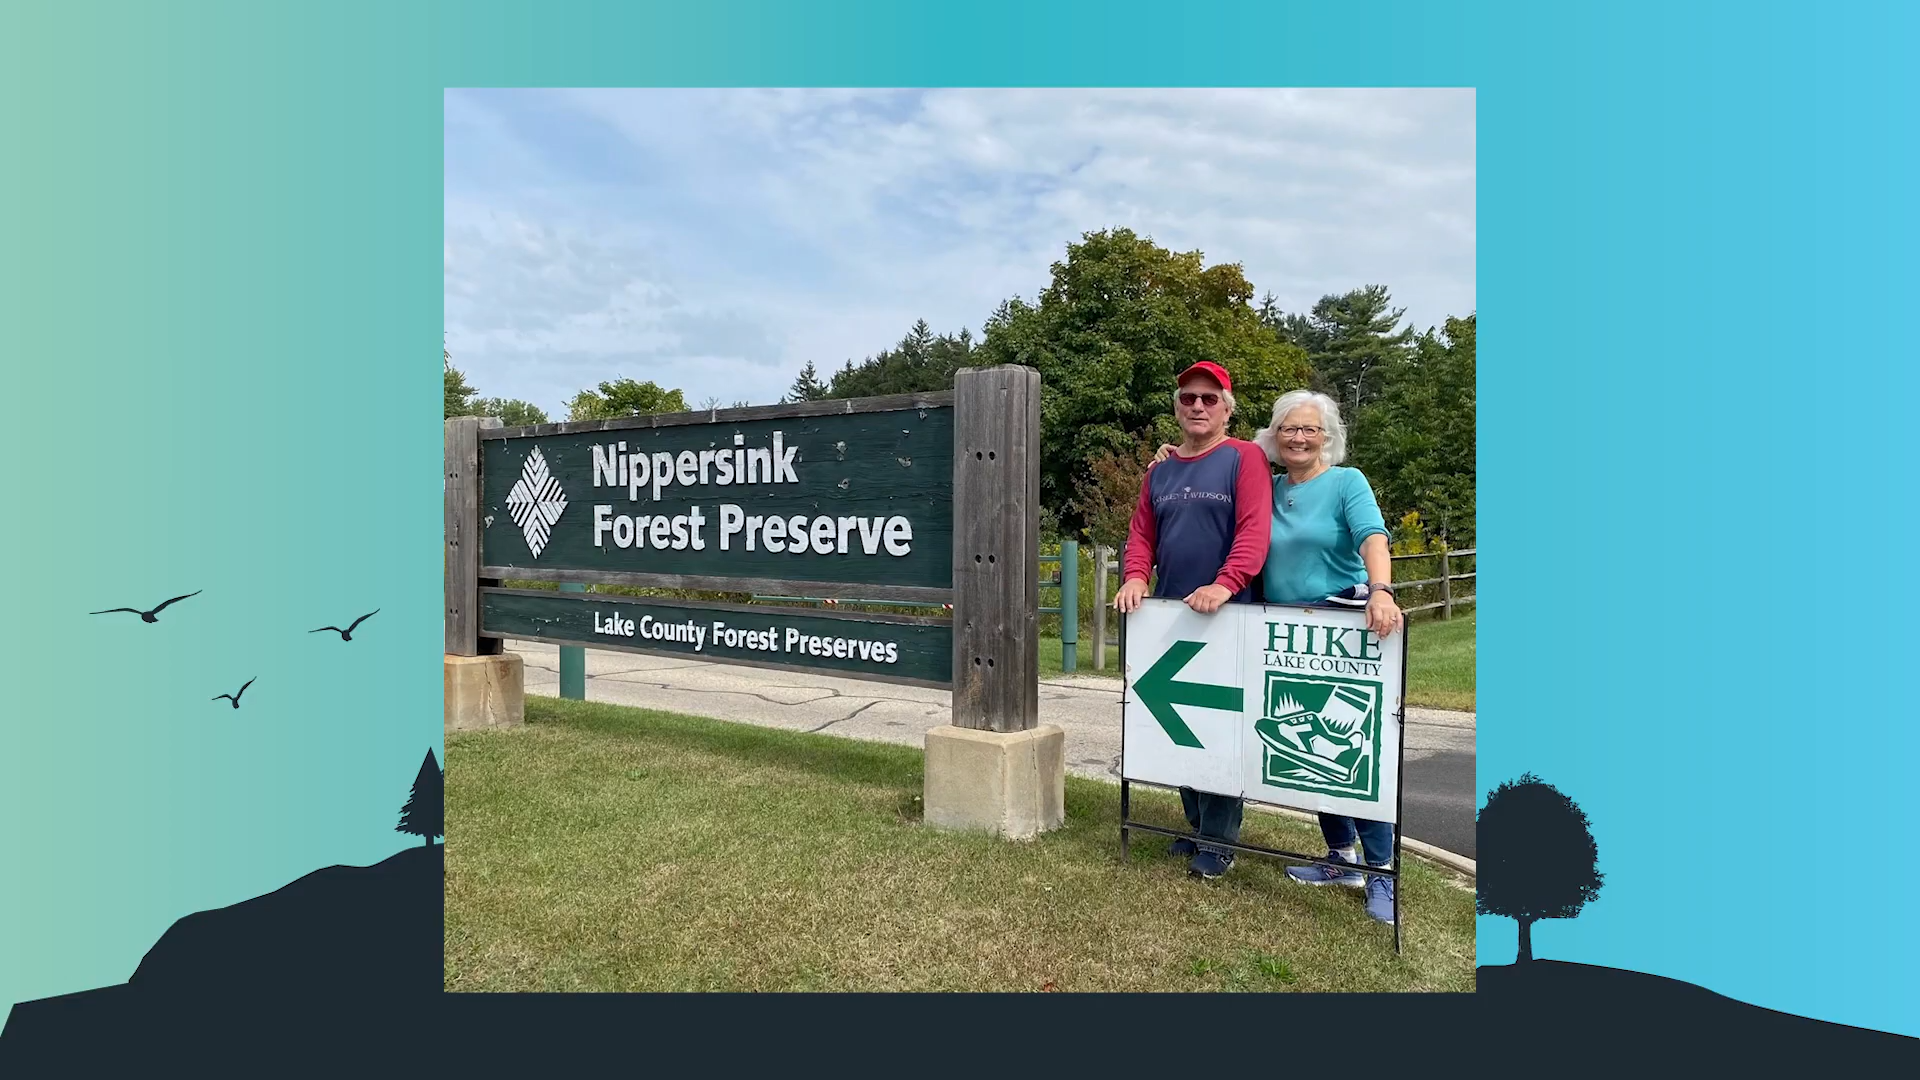 Nippersink
Forest Preserve
Lake County Forest Preserves
HIKE
LAKE COUNTY